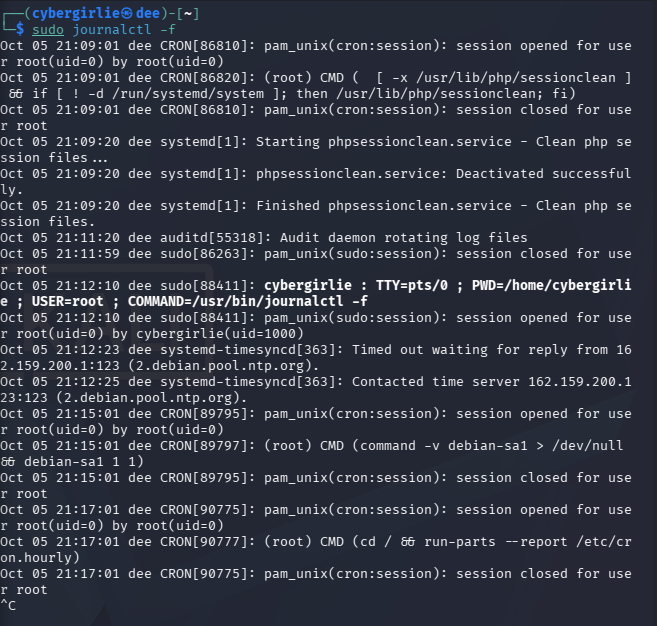 ┌──(cybergirlie㉿dee)-[~]
└─$ sudo journalctl -f
Oct 05 21:09:01 dee CRON[86810]: pam_unix(cron:session): session opened for use
r root(uid=0) by root(uid=0)
Oct 05 21:09:01 dee CRON[86820]: (root) CMD (  [ -x /usr/lib/php/sessionclean ]
 && if [ ! -d /run/systemd/system ]; then /usr/lib/php/sessionclean; fi)
Oct 05 21:09:01 dee CRON[86810]: pam_unix(cron:session): session closed for use
r root
Oct 05 21:09:20 dee systemd[1]: Starting phpsessionclean.service - Clean php se
ssion files...
Oct 05 21:09:20 dee systemd[1]: phpsessionclean.service: Deactivated successful
ly.
Oct 05 21:09:20 dee systemd[1]: Finished phpsessionclean.service - Clean php se
ssion files.
Oct 05 21:11:20 dee auditd[55318]: Audit daemon rotating log files
Oct 05 21:11:59 dee sudo[86263]: pam_unix(sudo:session): session closed for use
r root
Oct 05 21:12:10 dee sudo[88411]: cybergirlie : TTY=pts/0 ; PWD=/home/cybergirli
e ; USER=root ; COMMAND=/usr/bin/journalctl -f
Oct 05 21:12:10 dee sudo[88411]: pam_unix(sudo:session): session opened for use
r root(uid=0) by cybergirlie(uid=1000)
Oct 05 21:12:23 dee systemd-timesyncd[363]: Timed out waiting for reply from 16
2.159.200.1:123 (2.debian.pool.ntp.org).
Oct 05 21:12:25 dee systemd-timesyncd[363]: Contacted time server 162.159.200.1
23:123 (2.debian.pool.ntp.org).
Oct 05 21:15:01 dee CRON[89795]: pam_unix(cron:session): session opened for use
r root(uid=0) by root(uid=0)
Oct 05 21:15:01 dee CRON[89797]: (root) CMD (command -v debian-sa1 > /dev/null
&& debian-sa1 1 1)
Oct 05 21:15:01 dee CRON[89795]: pam_unix(cron:session): session closed for use
r root
Oct 05 21:17:01 dee CRON[90775]: pam_unix(cron:session): session opened for use
r root(uid=0) by root(uid=0)
Oct 05 21:17:01 dee CRON[90777]: (root) CMD (cd / && run-parts --report /etc/cr
on.hourly)
Oct 05 21:17:01 dee CRON[90775]: pam_unix(cron:session): session closed for use
r root
^C